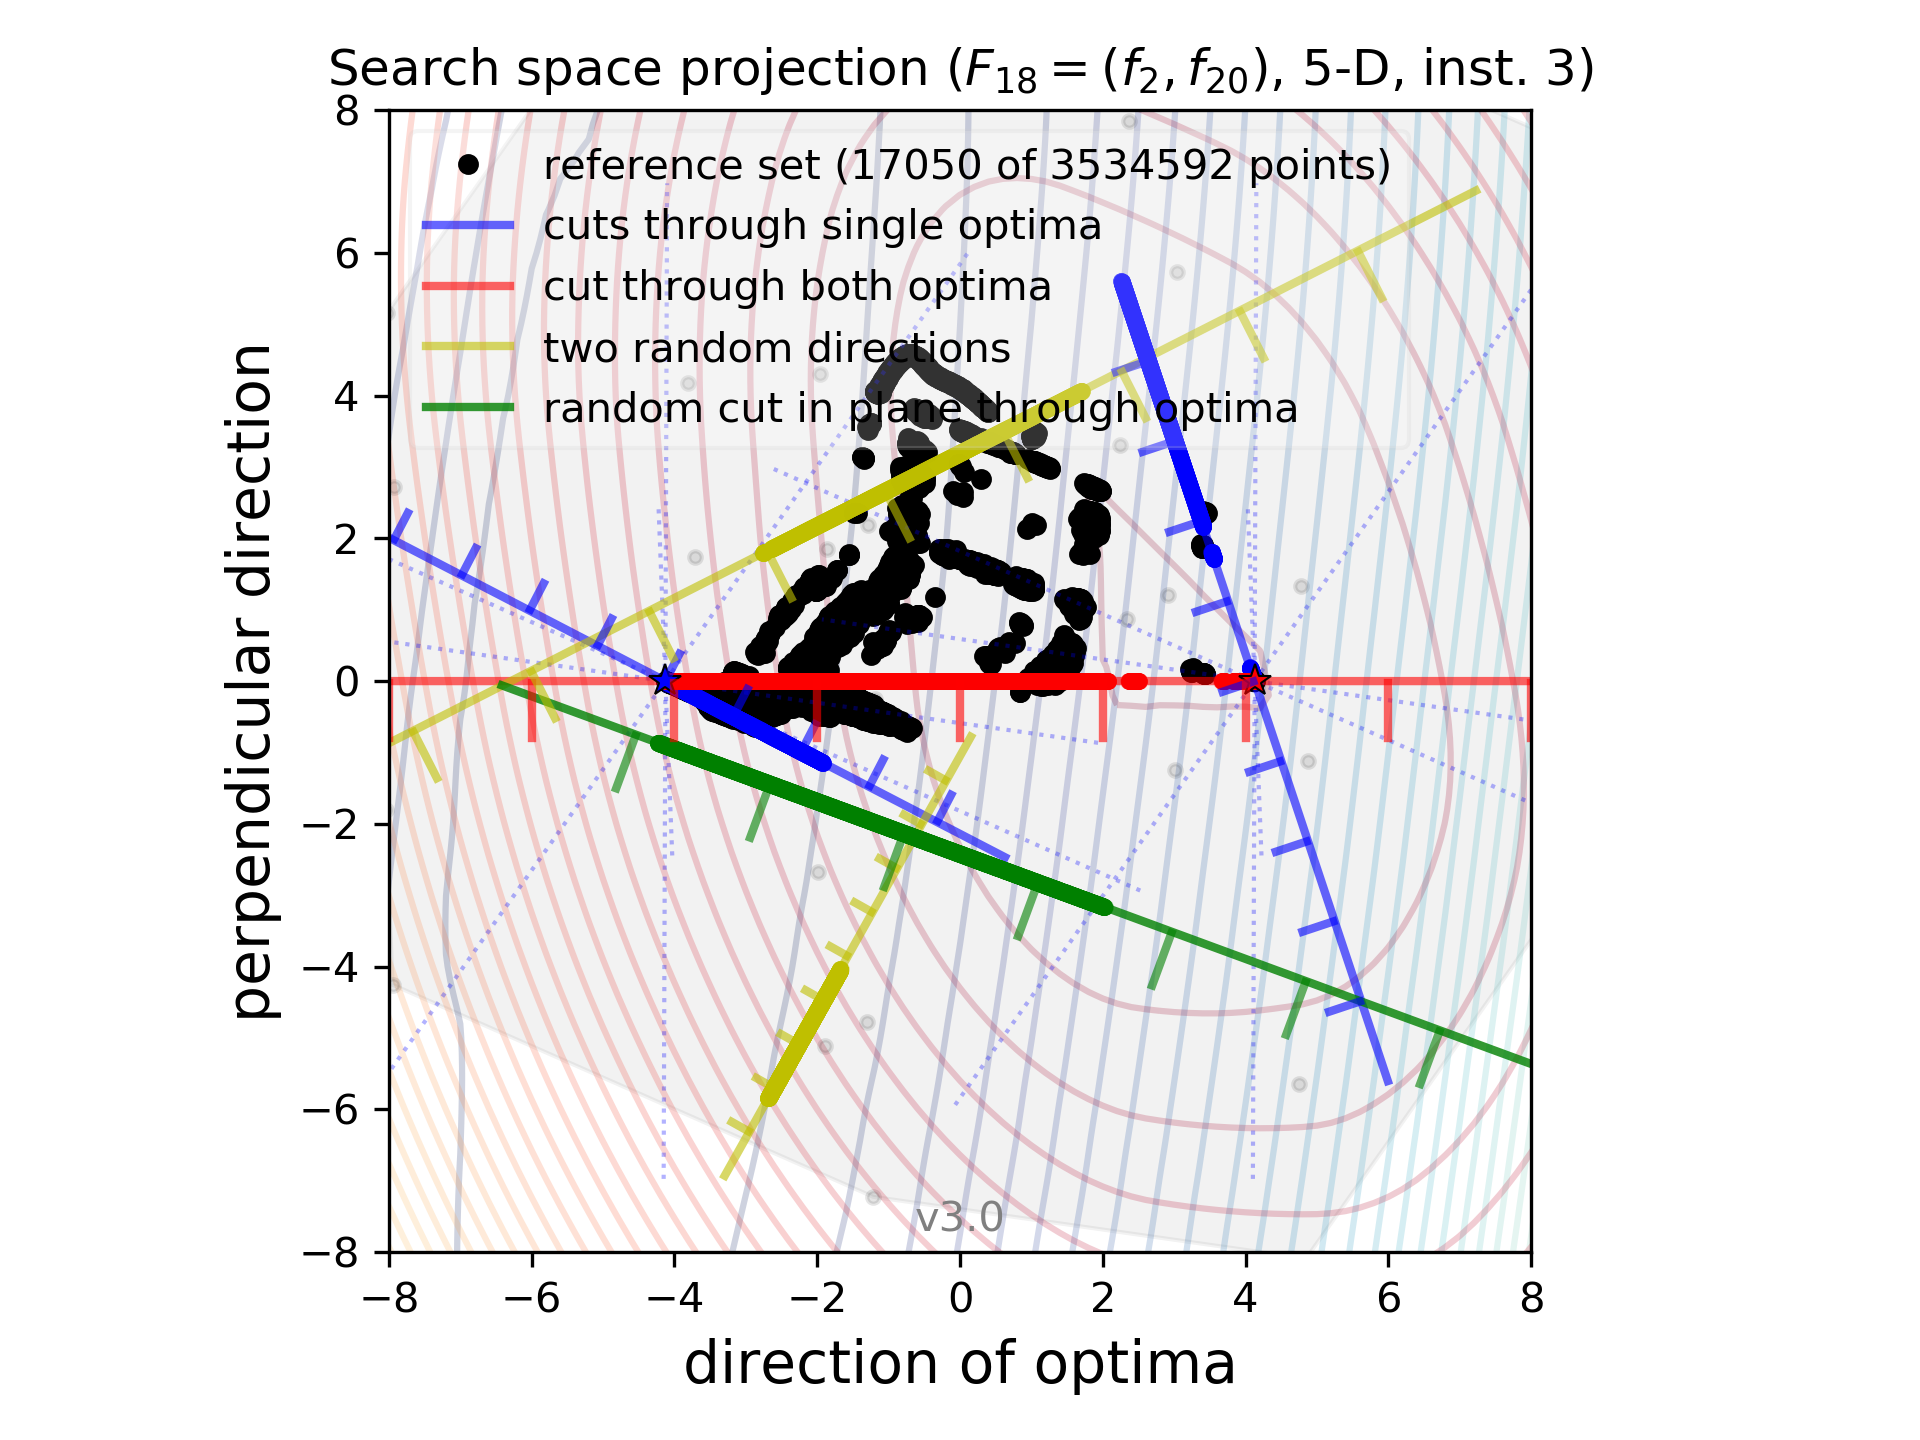 Search space projection (F₁₈ = (f₂, f₂₀), 5-D, inst. 3)
reference set (17050 of 3534592 points)
cuts through single optima
cut through both optima
two random directions
random cut in plane through optima
8
6
4
2
0
−2
−4
−6
−8
perpendicular direction
v3.0
−8 −6 −4 −2 0 2 4 6 8
direction of optima